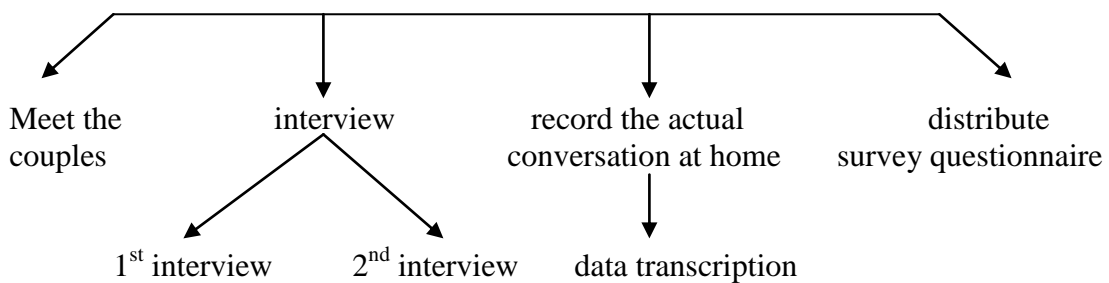 Meet the
couples
interview
record the actual
conversation at home
distribute
survey questionnaire
1st interview
2nd interview
data transcription